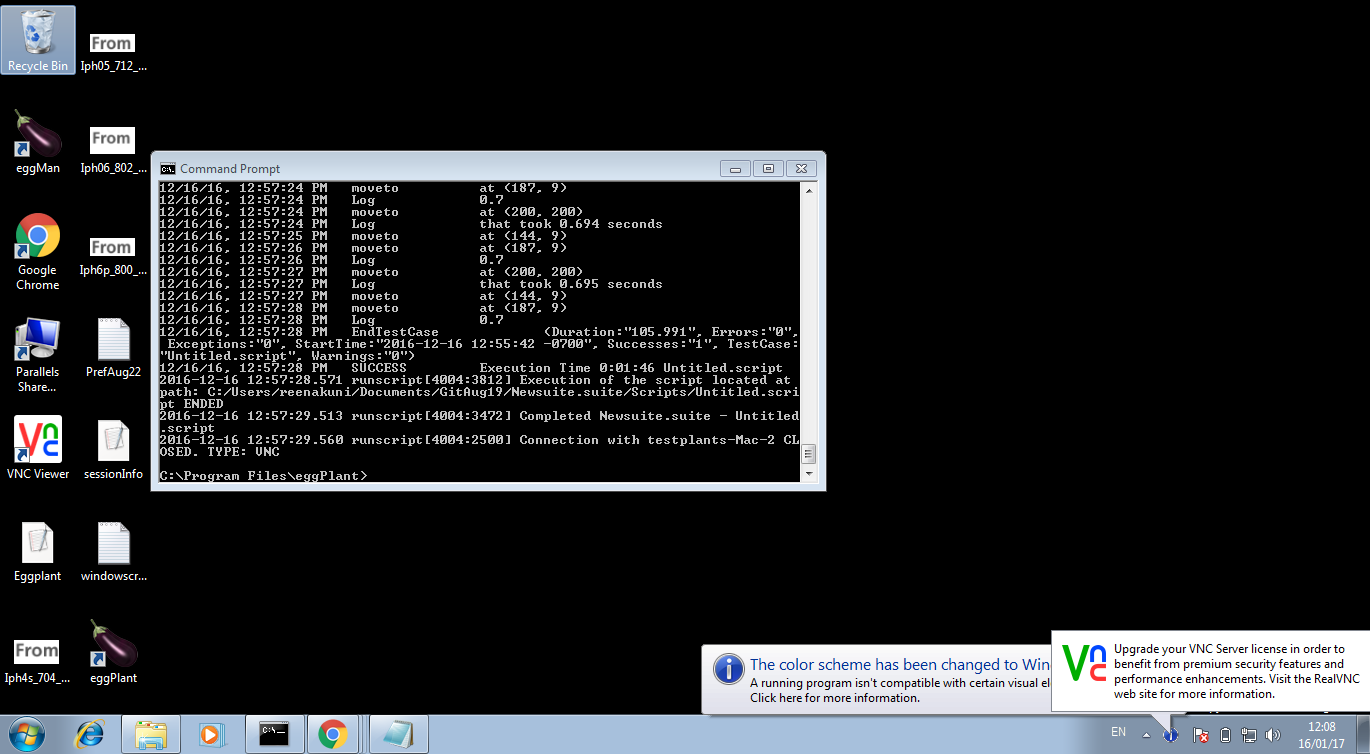 Recycle Bin
From
Iph05_712_...
eggMan
From
Iph06_802_...
Google
Chrome
From
Iph6p_800_...
Parallels
Share...
PrefAug22
VNC Viewer
sessionInfo
Eggplant
windowscr...
From
Iph4s_704_...
eggPlant
Command Prompt
12/16/16, 12:57:24 PM   moveto          at (187, 9)
12/16/16, 12:57:24 PM   Log             0.7
12/16/16, 12:57:24 PM   moveto          at (200, 200)
12/16/16, 12:57:24 PM   Log             that took 0.694 seconds
12/16/16, 12:57:25 PM   moveto          at (144, 9)
12/16/16, 12:57:26 PM   moveto          at (187, 9)
12/16/16, 12:57:26 PM   Log             0.7
12/16/16, 12:57:27 PM   moveto          at (200, 200)
12/16/16, 12:57:27 PM   Log             that took 0.695 seconds
12/16/16, 12:57:27 PM   moveto          at (144, 9)
12/16/16, 12:57:28 PM   moveto          at (187, 9)
12/16/16, 12:57:28 PM   Log             0.7
12/16/16, 12:57:28 PM   EndTestCase             (Duration:"105.991", Errors:"0",
 Exceptions:"0", StartTime:"2016-12-16 12:55:42 -0700", Successes:"1", TestCase:
"Untitled.script", Warnings:"0")
12/16/16, 12:57:28 PM   SUCCESS         Execution Time 0:01:46 Untitled.script
2016-12-16 12:57:28.571 runscript[4004:3812] Execution of the script located at
path: C:/Users/reenakuni/Documents/GitAug19/Newsuite.suite/Scripts/Untitled.scri
pt ENDED
2016-12-16 12:57:29.513 runscript[4004:3472] Completed Newsuite.suite - Untitled
.script
2016-12-16 12:57:29.560 runscript[4004:2500] Connection with testplants-Mac-2 CL
OSED. TYPE: VNC
C:\Program Files\eggPlant>
The color scheme has been changed to Win
A running program isn't compatible with certain visual el
Click here for more information.
Upgrade your VNC Server license in order to
benefit from premium security features and
performance enhancements. Visit the RealVNC
web site for more information.
EN
12:08
16/01/17